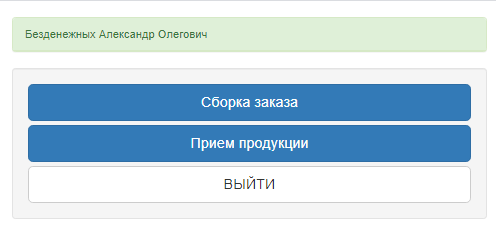 Безденежных Александр Олегович
Сборка заказа
Прием продукции
ВЫЙТИ